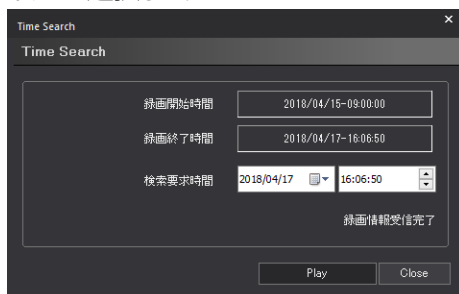 Time Search
×
Time Search
録画開始時間 2018/04/15-09:00:00
録画終了時間 2018/04/17-16:06:50
検索要求時間 2018/04/17 16:06:50
録画情報受信完了
Play Close